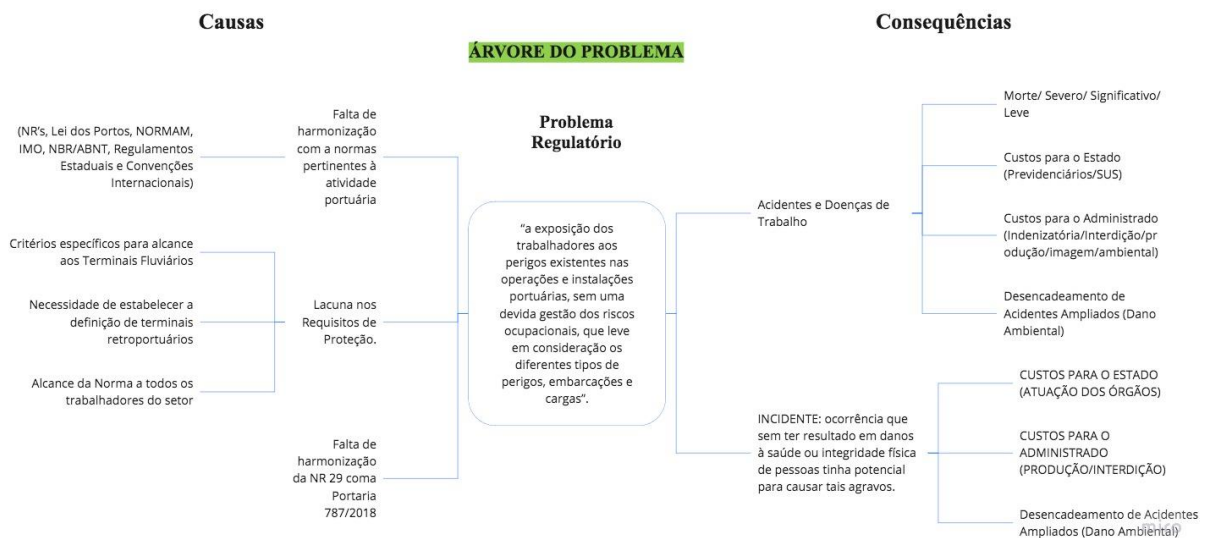 Causas
Consequências
ÁRVORE DO PROBLEMA
(NR's, Lei dos Portos, NORMAM,
IMO, NBR/ABNT, Regulamentos
Estaduais e Convenções
Internacionais)
Falta de
harmonização
com a normas
pertinentes à
atividade
portuária
Critérios específicos para alcance
aos Terminais Fluviários
Necessidade de estabelecer a
definição de terminais
retroportuários
Alcance da Norma a todos os
trabalhadores do setor
Lacuna nos
Requisitos de
Proteção.
Falta de
harmonização
da NR 29 coma
Portaria
787/2018
Problema
Regulatório
“a exposição dos
trabalhadores aos
perigos existentes nas
operações e instalações
portuárias, sem uma
devida gestão dos riscos
ocupacionais, que leve
em consideração os
diferentes tipos de
perigos, embarcações e
cargas”.
Acidentes e Doenças de
Trabalho
Morte/ Severo/ Significativo/
Leve
Custos para o Estado
(Previdenciários/SUS)
Custos para o Administrado
(Indenizatória/Interdição/pr
odução/imagem/ambiental)
Desencadeamento de
Acidentes Ampliados (Dano
Ambiental)
INCIDENTE: ocorrência que
sem ter resultado em danos
à saúde ou integridade física
de pessoas tinha potencial
para causar tais agravos.
CUSTOS PARA O ESTADO
(ATUAÇÃO DOS ÓRGÃOS)
CUSTOS PARA O
ADMINISTRADO
(PRODUÇÃO/INTERDIÇÃO)
Desencadeamento de Acidentes
Ampliados (Dano Ambiental)
miro